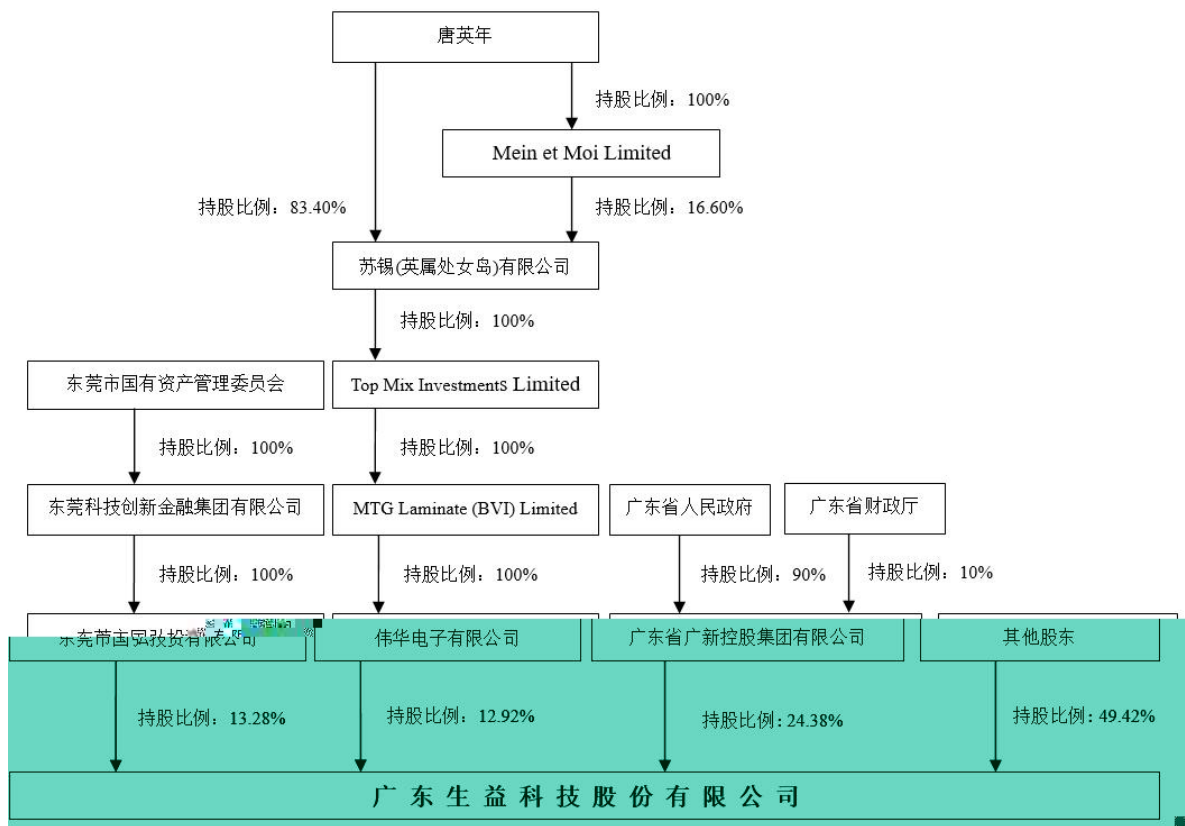 唐英年
持股比例：100%
Mein et Moi Limited
持股比例：83.40%
持股比例：16.60%
苏锡(英属处女岛)有限公司
持股比例：100%
东莞市国有资产管理委员会
Top Mix Investments Limited
持股比例：100%
持股比例：100%
东莞科技创新金融集团有限公司
MTG Laminate (BVI) Limited
广东省人民政府
广东省财政厅
持股比例：100%
持股比例：100%
持股比例：90%
持股比例：10%
有限公司
伟华电子有限公司
广东省广新控股集团有限公司
其他股东
持股比例：13.28%
持股比例：12.92%
持股比例：24.38%
持股比例：49.42%
广东生益科技股份有限公司